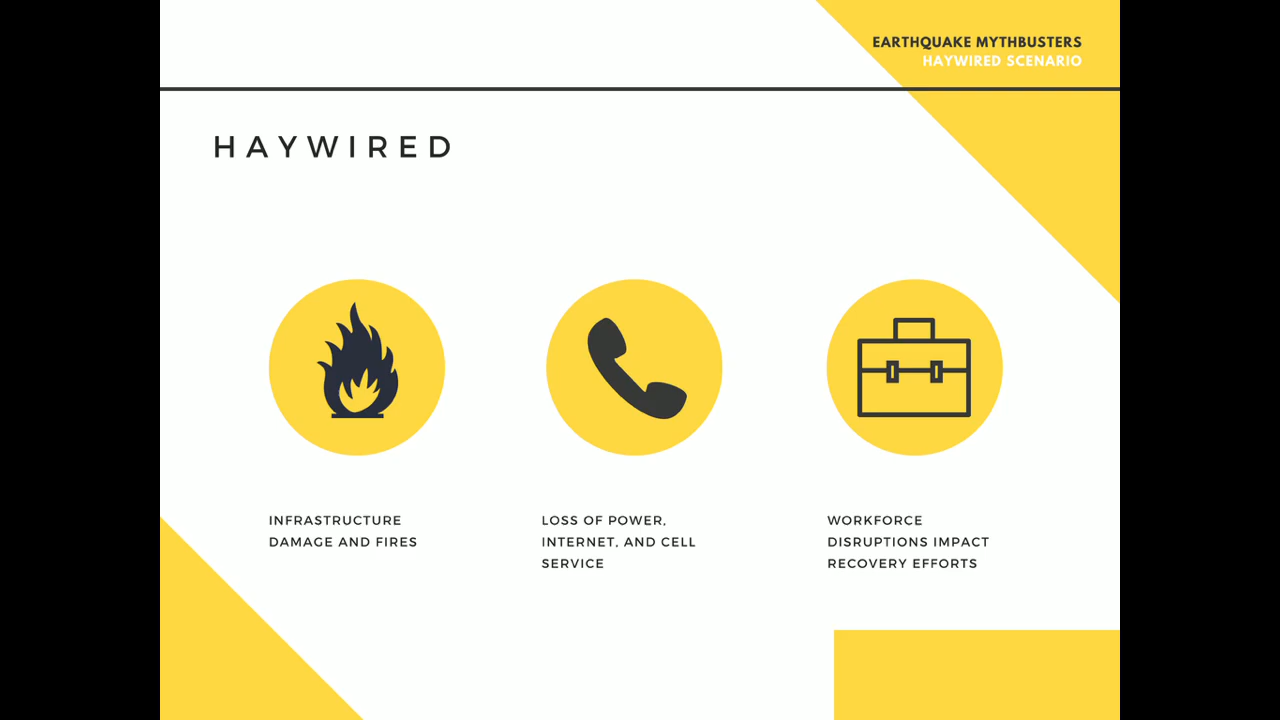 EARTHQUAKE MYTHBUSTERS
HAYWIRED SCENARIO
HAYWIRED
INFRASTRUCTURE
DAMAGE AND FIRES
LOSS OF POWER,
INTERNET, AND CELL
SERVICE
WORKFORCE
DISRUPTIONS IMPACT
RECOVERY EFFORTS